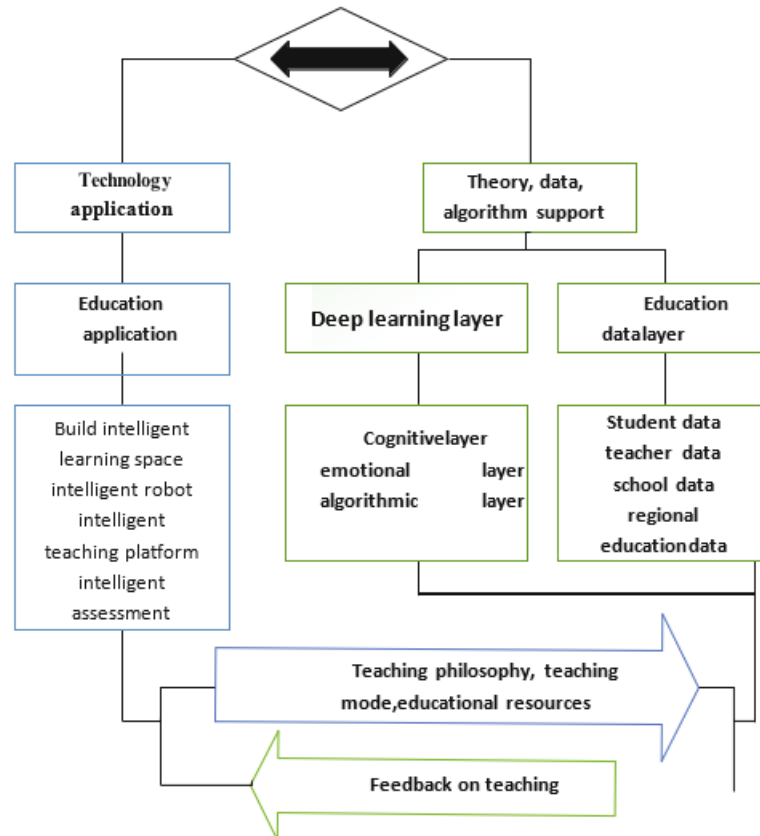 Technology
application
Theory, data,
algorithm support
Education
application
Deep learning layer
Education
datalayer
Build intelligent
learning space
intelligent robot
intelligent
teaching platform
intelligent
assessment
Cognitivelayer
emotional layer
algorithmic layer
Student data
teacher data
school data
regional
educationdata
Teaching philosophy, teaching
mode,educational resources
Feedback on teaching